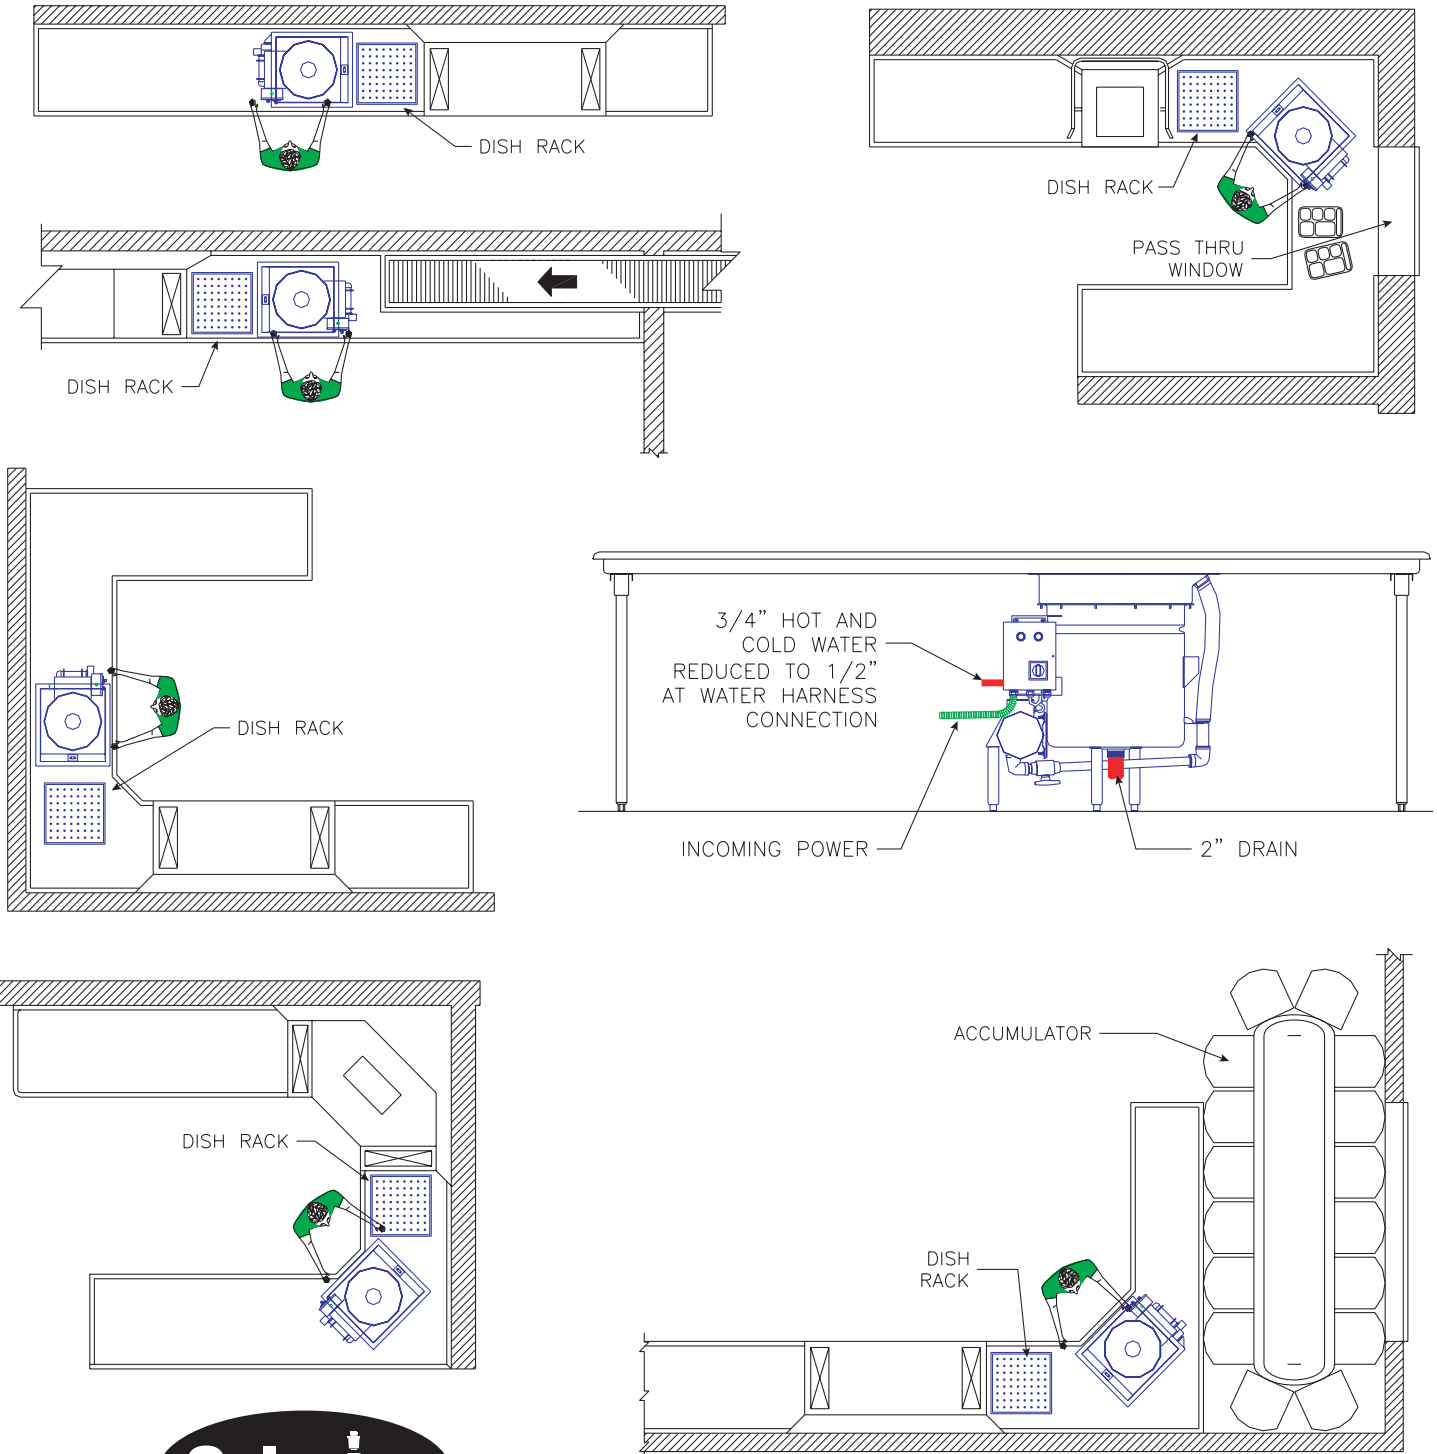 DISH RACK
DISH RACK
PASS THRU
WINDOW
DISH RACK
DISH RACK
3/4” HOT AND
COLD WATER
REDUCED TO 1/2”
AT WATER HARNESS
CONNECTION
INCOMING POWER
2” DRAIN
DISH RACK
ACCUMULATOR
DISH
RACK